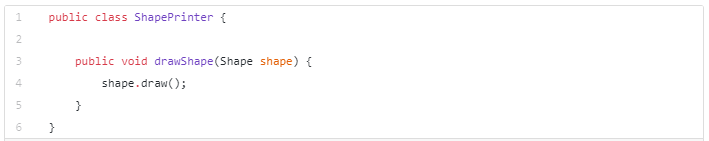 1 public class ShapePrinter {
2
3 public void drawShape(Shape shape) {
4 shape.draw();
5 }
6 }